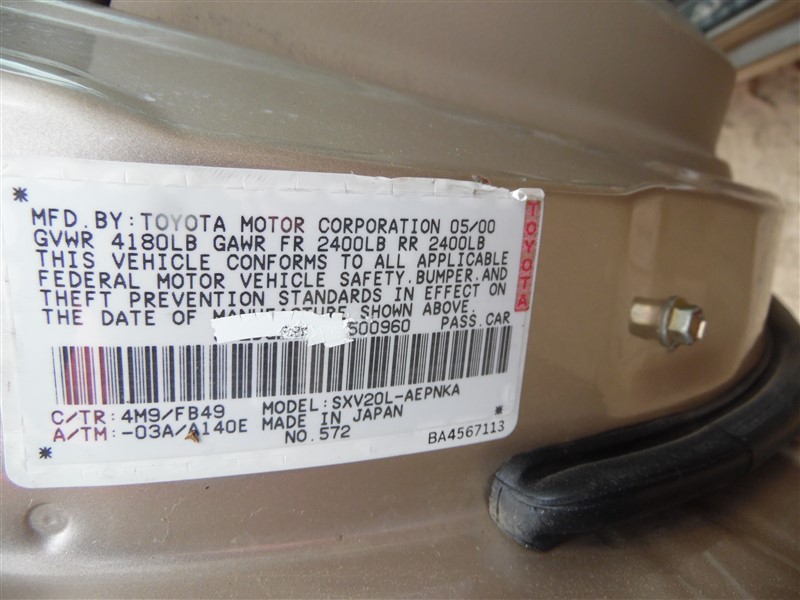 MFD. BY: TOYOTA MOTOR CORPORATION 05/00
GVWR 4180LB GAWR FR 2400LB RR 2400LB
THIS VEHICLE CONFORMS TO ALL APPLICABLE
FEDERAL MOTOR VEHICLE SAFETY, BUMPER, AND
THEFT PREVENTION STANDARDS IN EFFECT ON
THE DATE OF MANUFACTURE SHOWN ABOVE.
500960 PASS. CAR
C/TR: 4M9/FB49 MODEL: SXV20L-AEPNKA
A/TM: -03A/A140E MADE IN JAPAN
NO. 572 BA4567113
TOYOTA